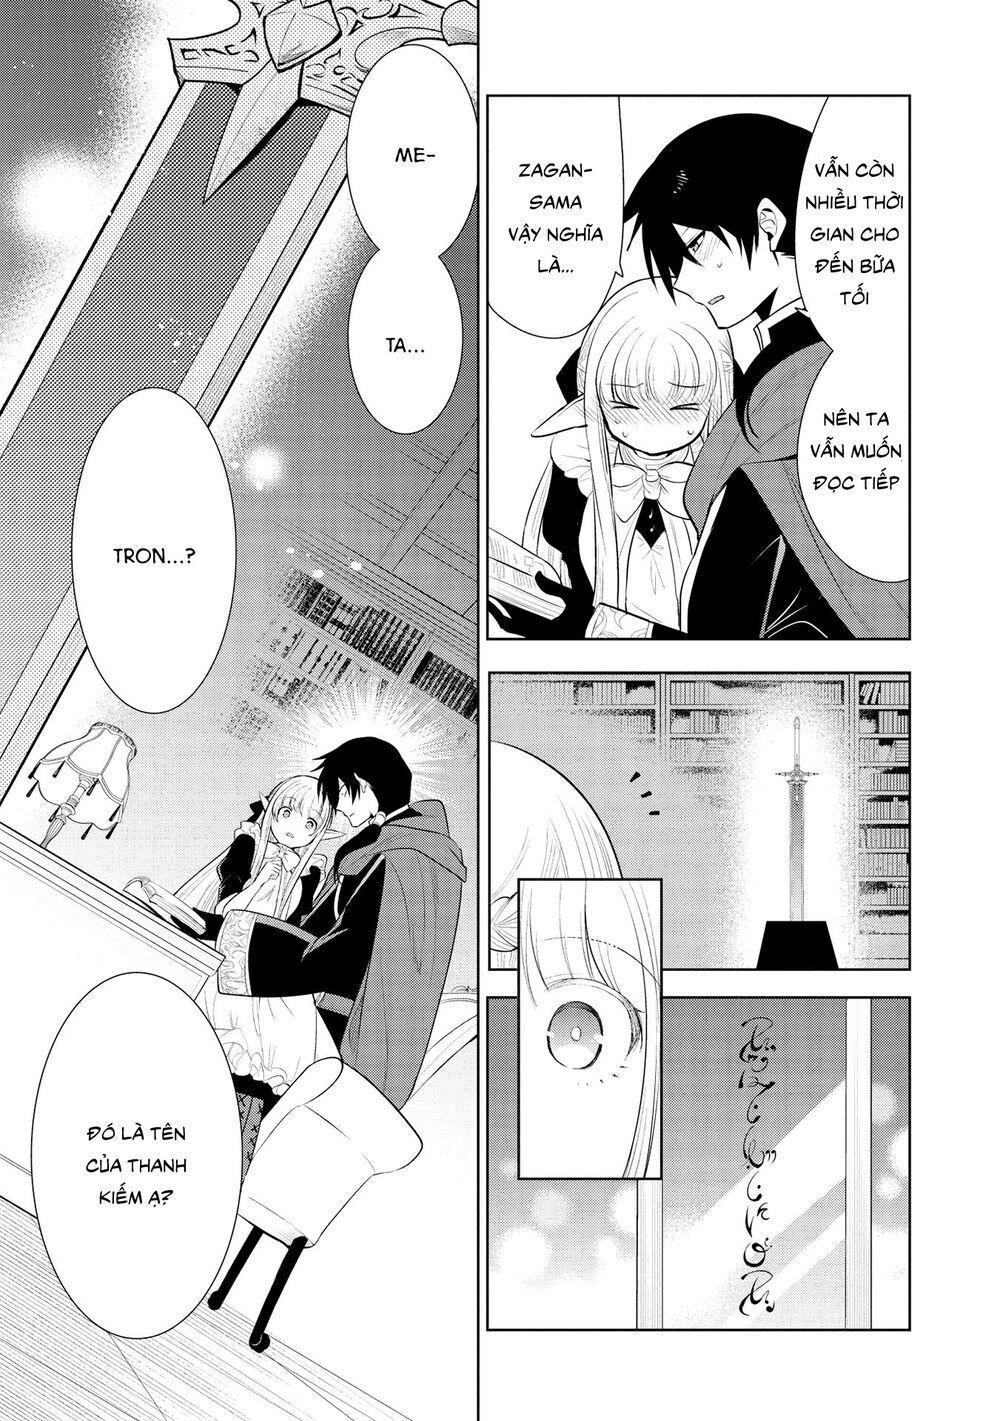 VẪN CÒN
NHIỀU THỜI
GIAN CHO
ĐẾN BỮA
TỐI
NÊN TA
VẪN MUỐN
ĐỌC TIẾP
ZAGAN-
SAMA
VẬY NGHĨA
LÀ...
ME-
TA...
TRON...?
ĐÓ LÀ TÊN
CỦA THANH
KIẾM Ạ?